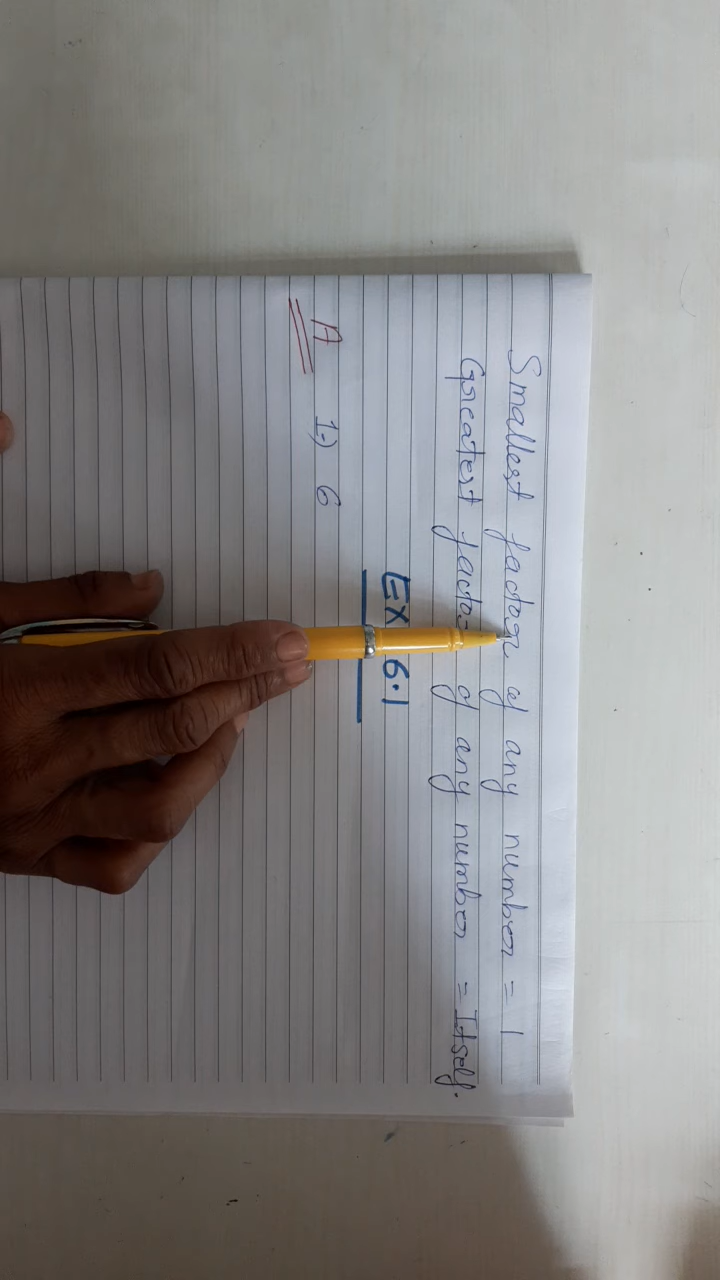 Smallest factor of any number = 1
Greatest factor of any number = Itself.
Ex 6.1
A 1.) 6